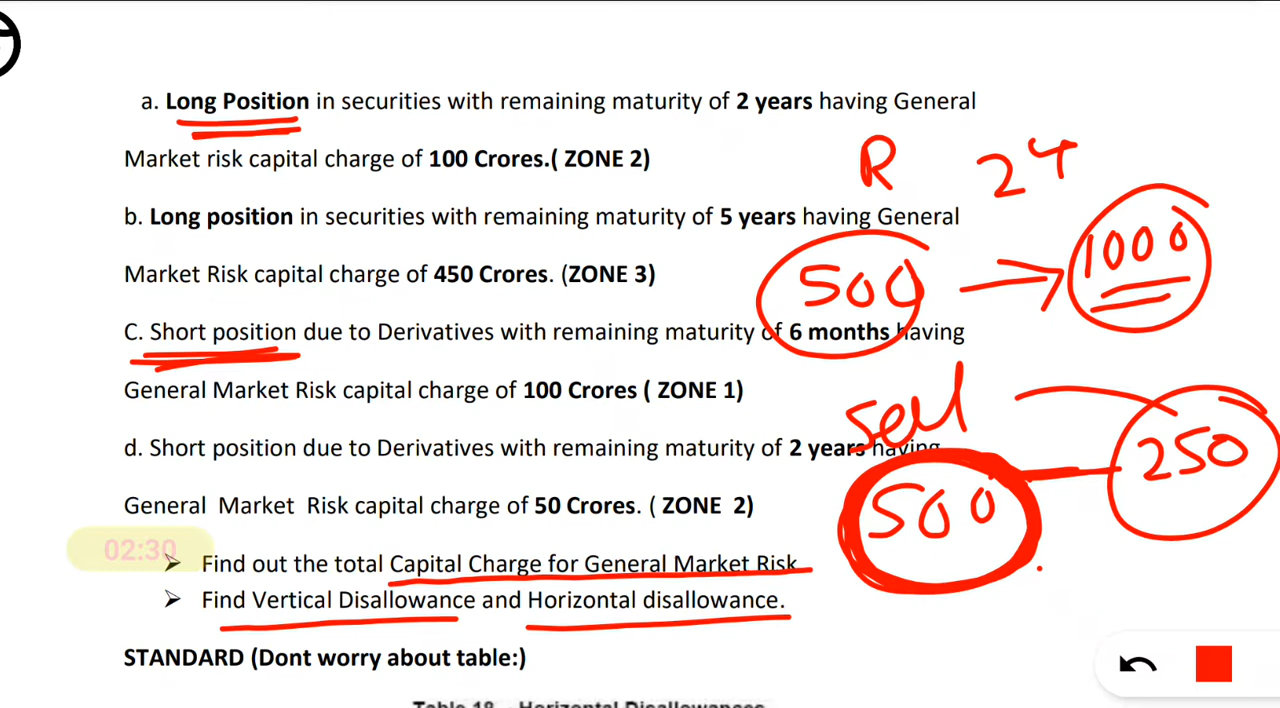 a. Long Position in securities with remaining maturity of 2 years having General
Market risk capital charge of 100 Crores.( ZONE 2)
R 24
b. Long position in securities with remaining maturity of 5 years having General
1000
Market Risk capital charge of 450 Crores. (ZONE 3)
500
C. Short position due to Derivatives with remaining maturity of 6 months having
General Market Risk capital charge of 100 Crores ( ZONE 1)
d. Short position due to Derivatives with remaining maturity of 2 years having
250
General Market Risk capital charge of 50 Crores. ( ZONE 2)
500
02:30
➢ Find out the total Capital Charge for General Market Risk
➢ Find Vertical Disallowance and Horizontal disallowance.
STANDARD (Dont worry about table:)
Table 18 - Horizontal Disallowances